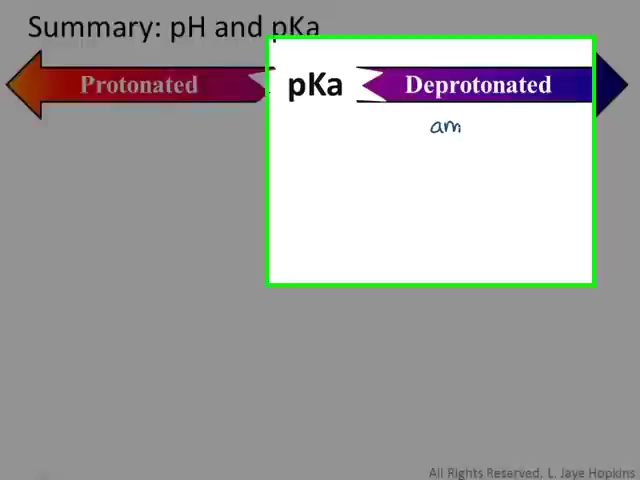 Summary: pH and pKa
Protonated pKa Deprotonated
am
All Rights Reserved, L. Jaye Hopkins